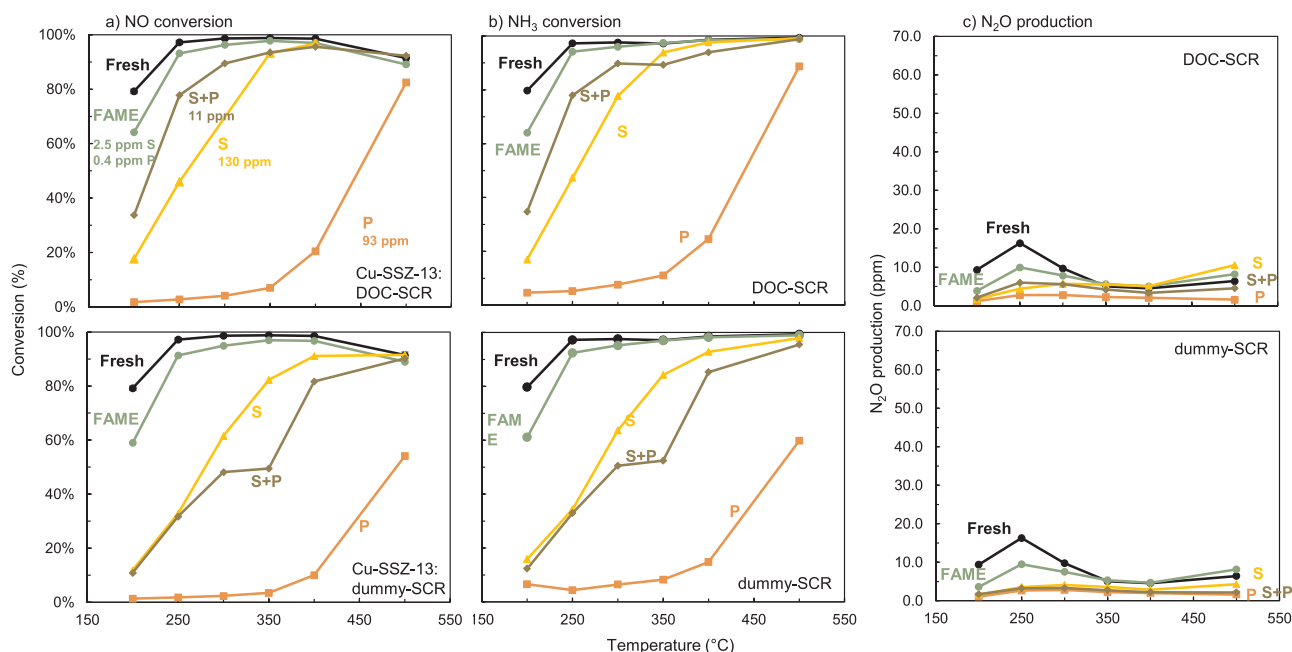 a) NO conversion
b) NH₃ conversion
c) N₂O production
Conversion (%)
100%
80%
60%
40%
20%
0%
Fresh
FAME
2.5 ppm S
0.4 ppm P
S+P
11 ppm
S
130 ppm
P
93 ppm
Cu-SSZ-13:
DOC-SCR
Fresh
FAME
S+P
S
P
DOC-SCR
N₂O production (ppm)
70.0
60.0
50.0
40.0
30.0
20.0
10.0
0.0
DOC-SCR
Fresh
FAME
S
S+P
P
100%
80%
60%
40%
20%
0%
Fresh
FAME
S
S+P
P
Cu-SSZ-13:
dummy-SCR
150 250 350 450 550
Fresh
FAM
E
S
S+P
P
dummy-SCR
150 250 350 450 550
70.0
60.0
50.0
40.0
30.0
20.0
10.0
0.0
dummy-SCR
Fresh
FAME
S
P S+P
150 250 350 450 550
Temperature (°C)